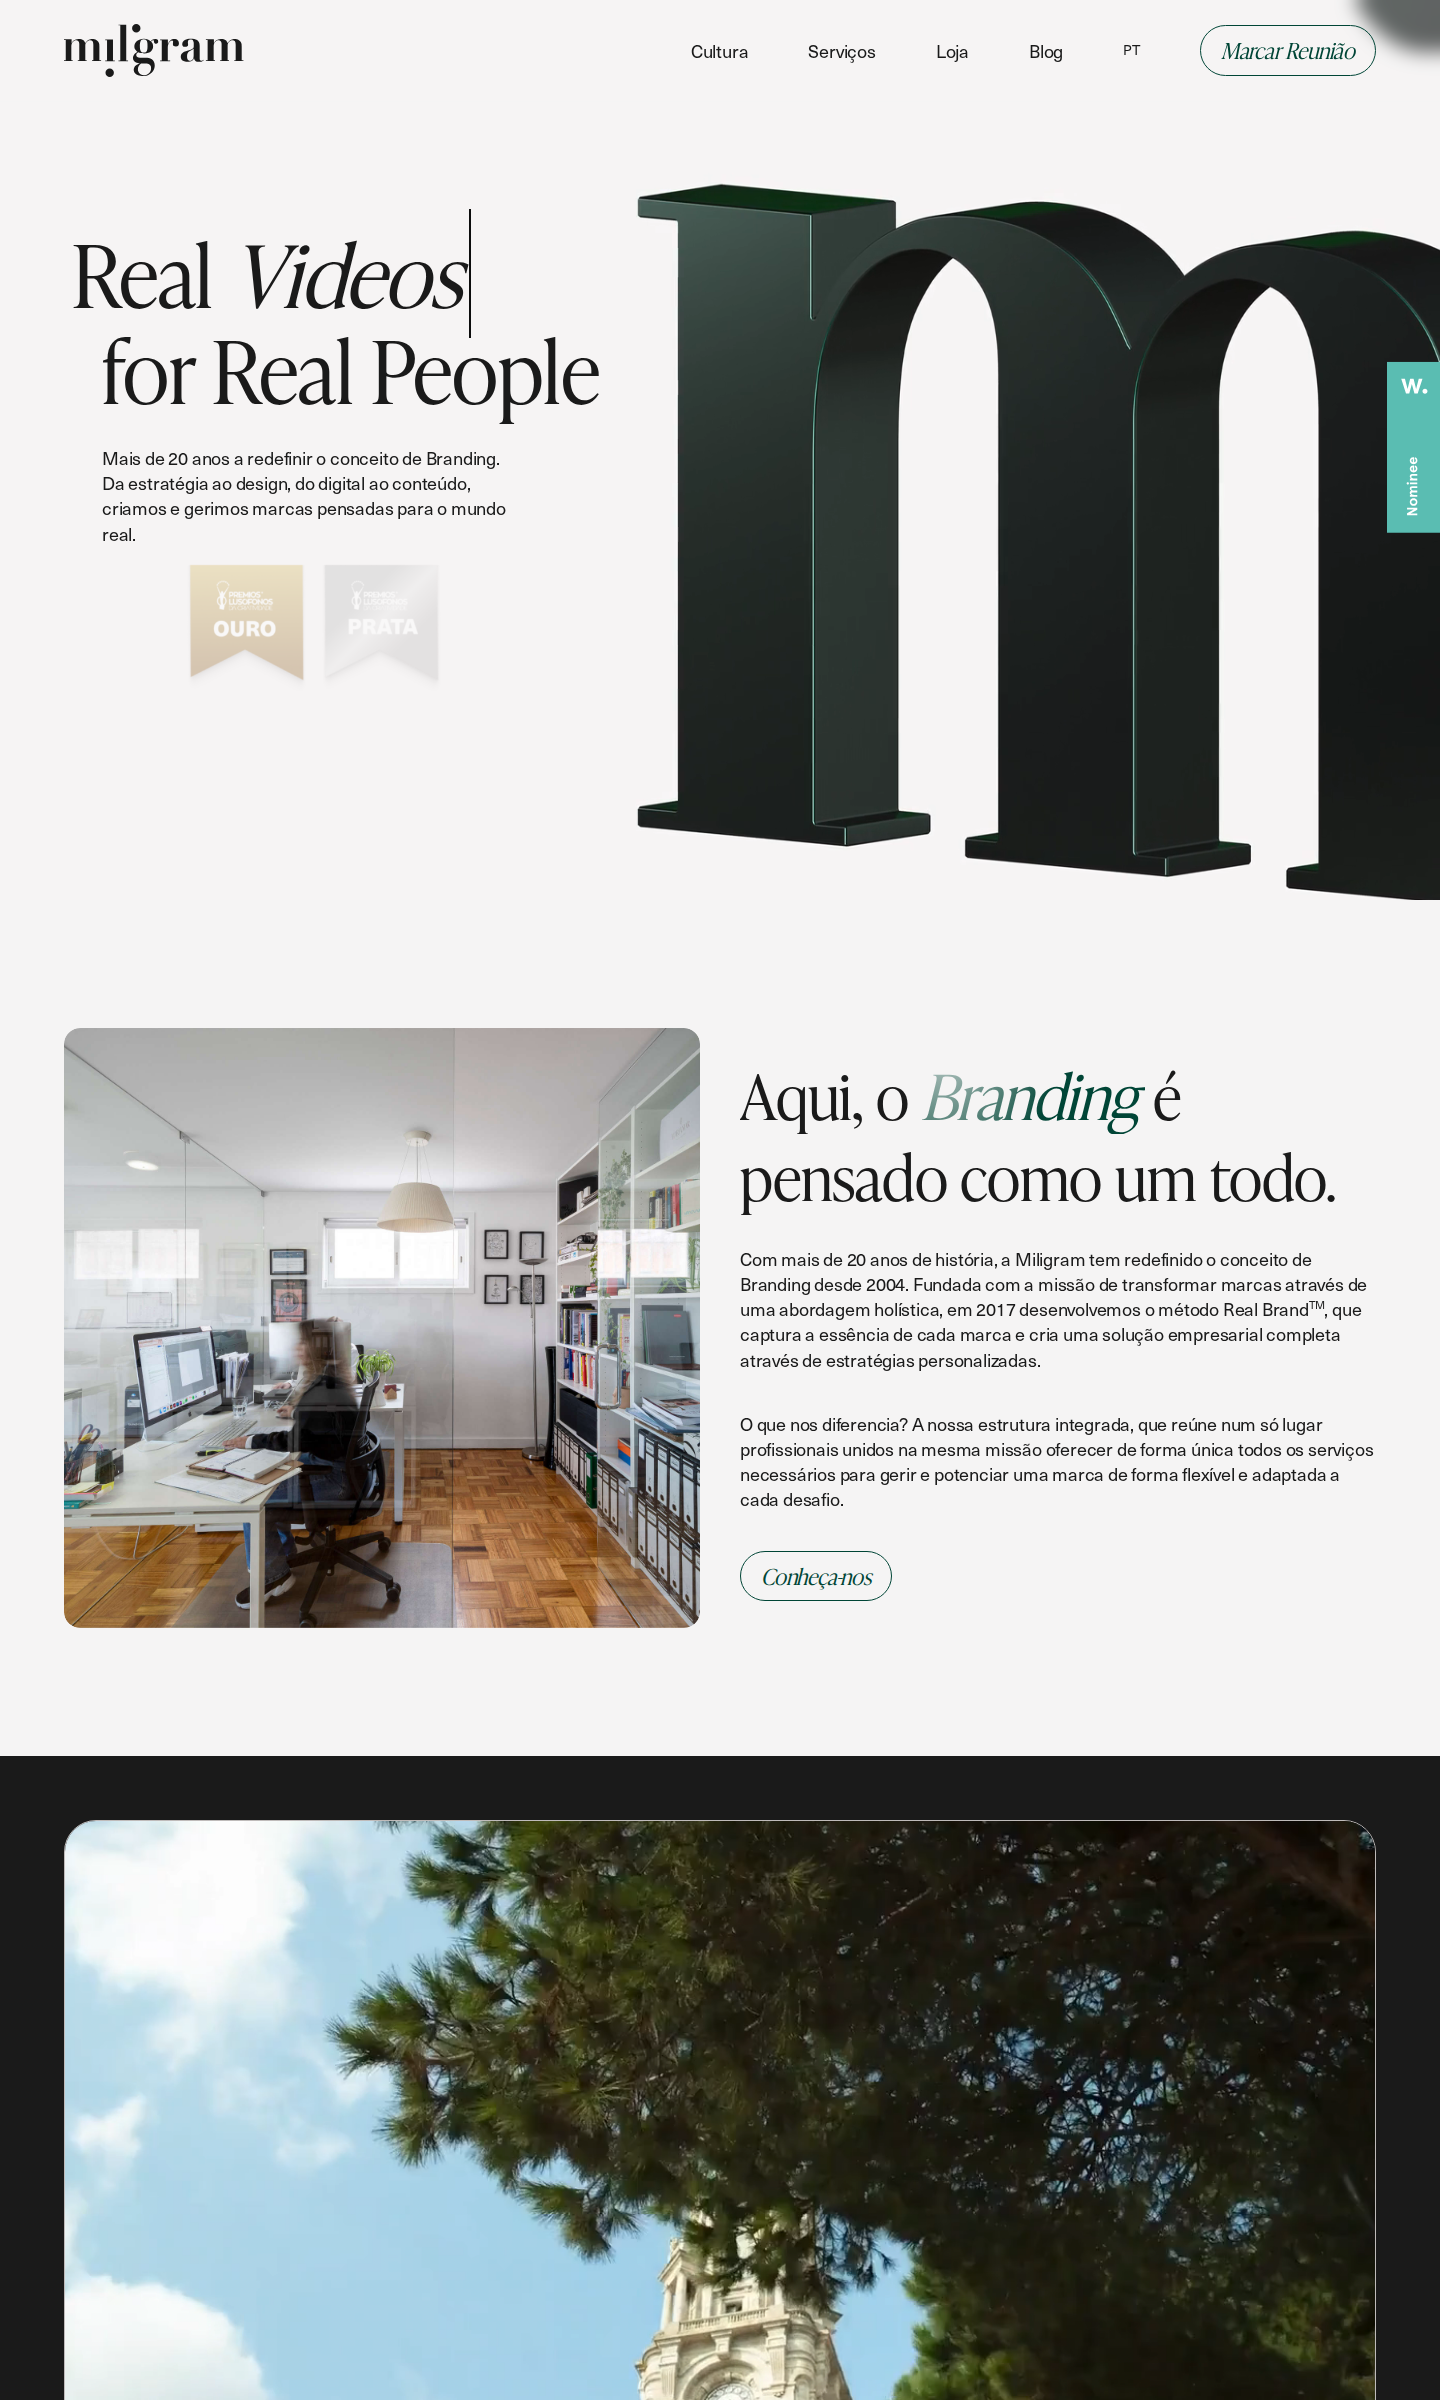 miligram
Cultura
Serviços
Loja
Blog
PT
Marcar Reunião
Real Videos
for Real People
Mais de 20 anos a redefinir o conceito de Branding.
Da estratégia ao design, do digital ao conteúdo,
criamos e gerimos marcas pensadas para o mundo
real.
PRÉMIOS
LUSÓFONOS
OURO
PRÉMIOS
LUSÓFONOS
PRATA
m
W.
Nominee
Aqui, o Branding é
pensado como um todo.
Com mais de 20 anos de história, a Miligram tem redefinido o conceito de
Branding desde 2004. Fundada com a missão de transformar marcas através de
uma abordagem holística, em 2017 desenvolvemos o método Real Brand™, que
captura a essência de cada marca e cria uma solução empresarial completa
através de estratégias personalizadas.
O que nos diferencia? A nossa estrutura integrada, que reúne num só lugar
profissionais unidos na mesma missão oferecer de forma única todos os serviços
necessários para gerir e potenciar uma marca de forma flexível e adaptada a
cada desafio.
Conheça-nos